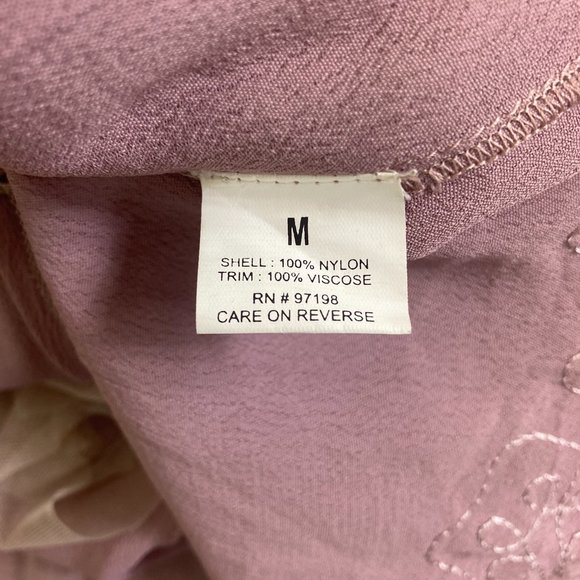 M
SHELL : 100% NYLON
TRIM : 100% VISCOSE
RN # 97198
CARE ON REVERSE